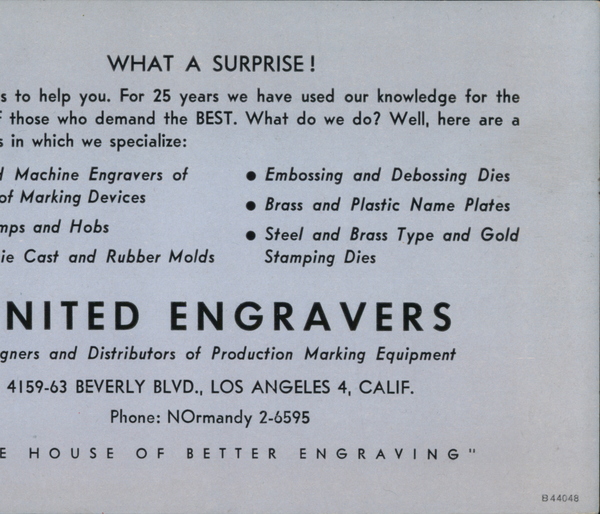 WHAT A SURPRISE!
s to help you. For 25 years we have used our knowledge for the
f those who demand the BEST. What do we do? Well, here are a
s in which we specialize:
d Machine Engravers of
of Marking Devices
mps and Hobs
ie Cast and Rubber Molds
● Embossing and Debossing Dies
● Brass and Plastic Name Plates
● Steel and Brass Type and Gold
Stamping Dies
NITED ENGRAVERS
gners and Distributors of Production Marking Equipment
4159-63 BEVERLY BLVD., LOS ANGELES 4, CALIF.
Phone: NOrmandy 2-6595
E HOUSE OF BETTER ENGRAVING"
B44048